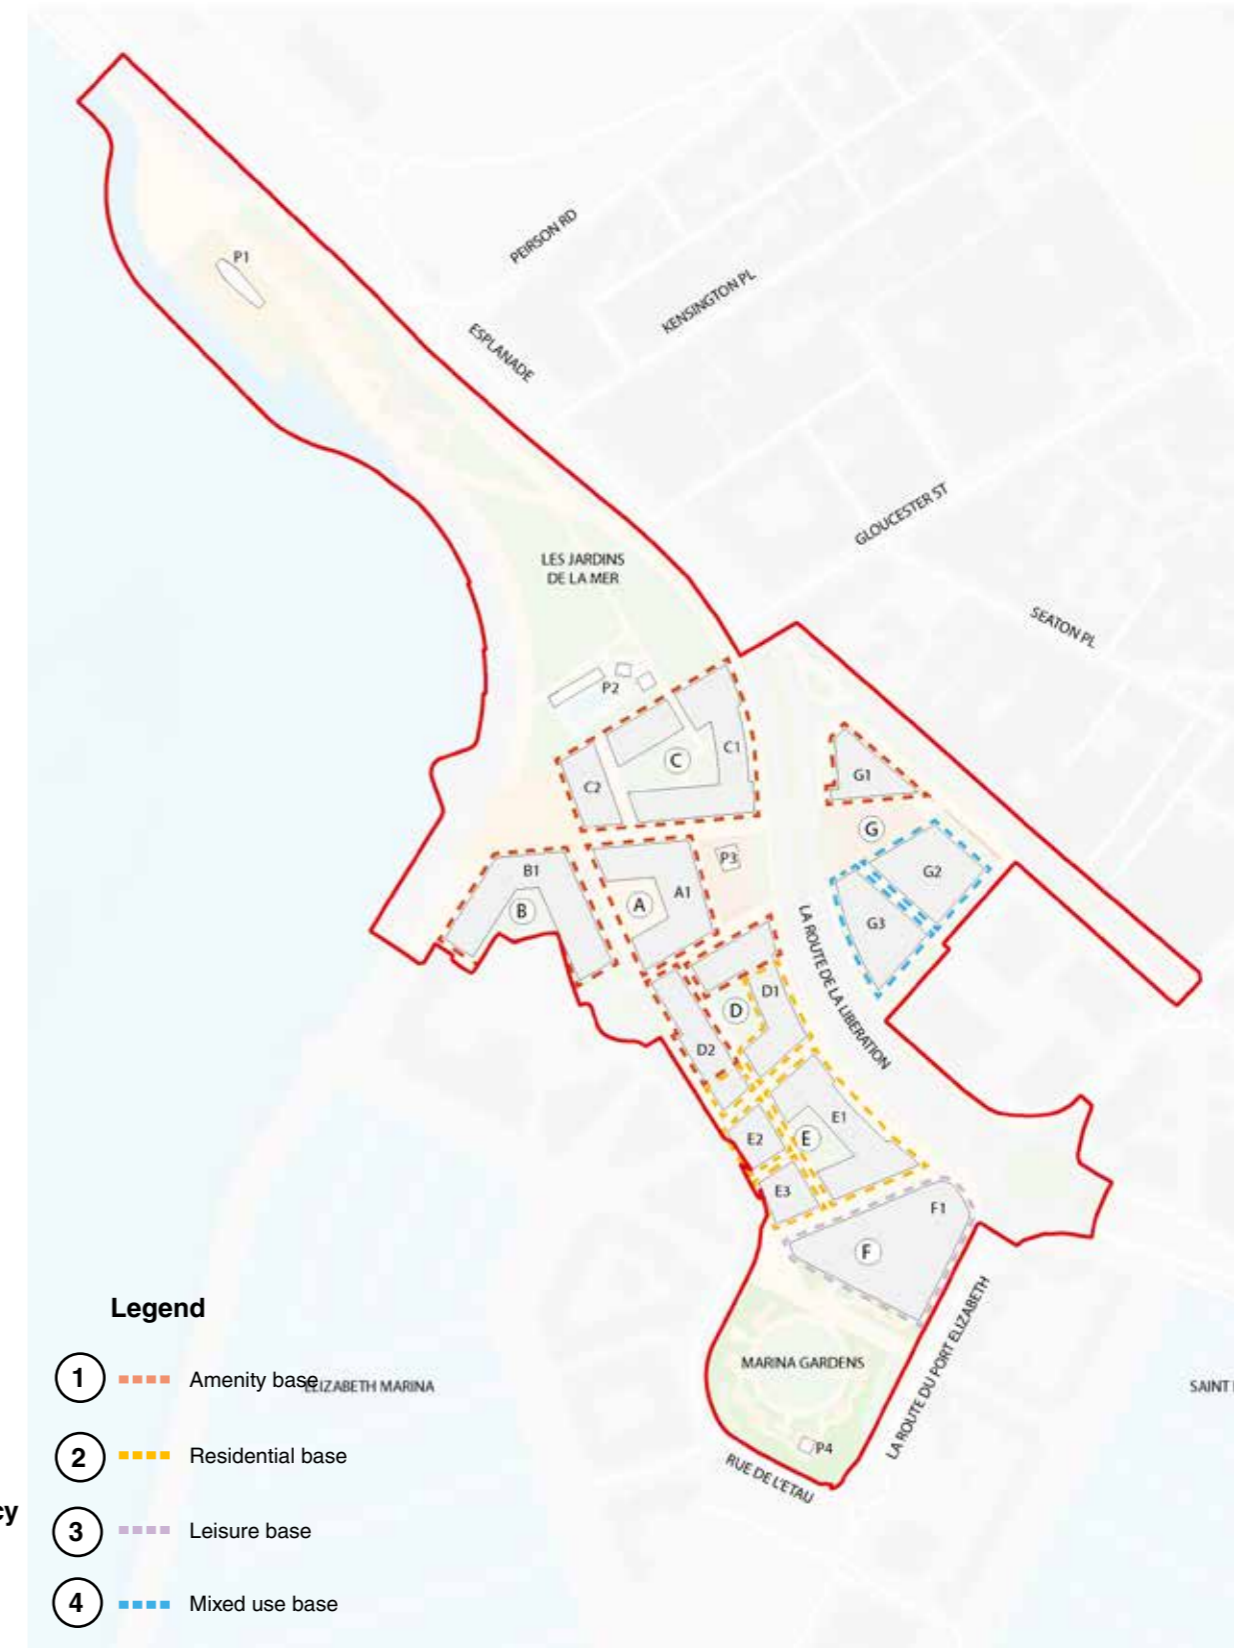 P1
PEIRSON RD
KENSINGTON PL
ESPLANADE
GLOUCESTER ST
LES JARDINS
DE LA MER
SEATON PL
P2
C1
C
C2
G1
G
P3
G2
B1
A1
A
B
G3
LA ROUTE DE LA LIBERATION
D1
D
D2
E1
E2
E
E3
F1
F
LA ROUTE DU PORT ELIZABETH
MARINA GARDENS
P4
RUE DE L'ETAU
Legend
1 Amenity base
ELIZABETH MARINA
SAINT
2 Residential base
cy
3 Leisure base
4 Mixed use base